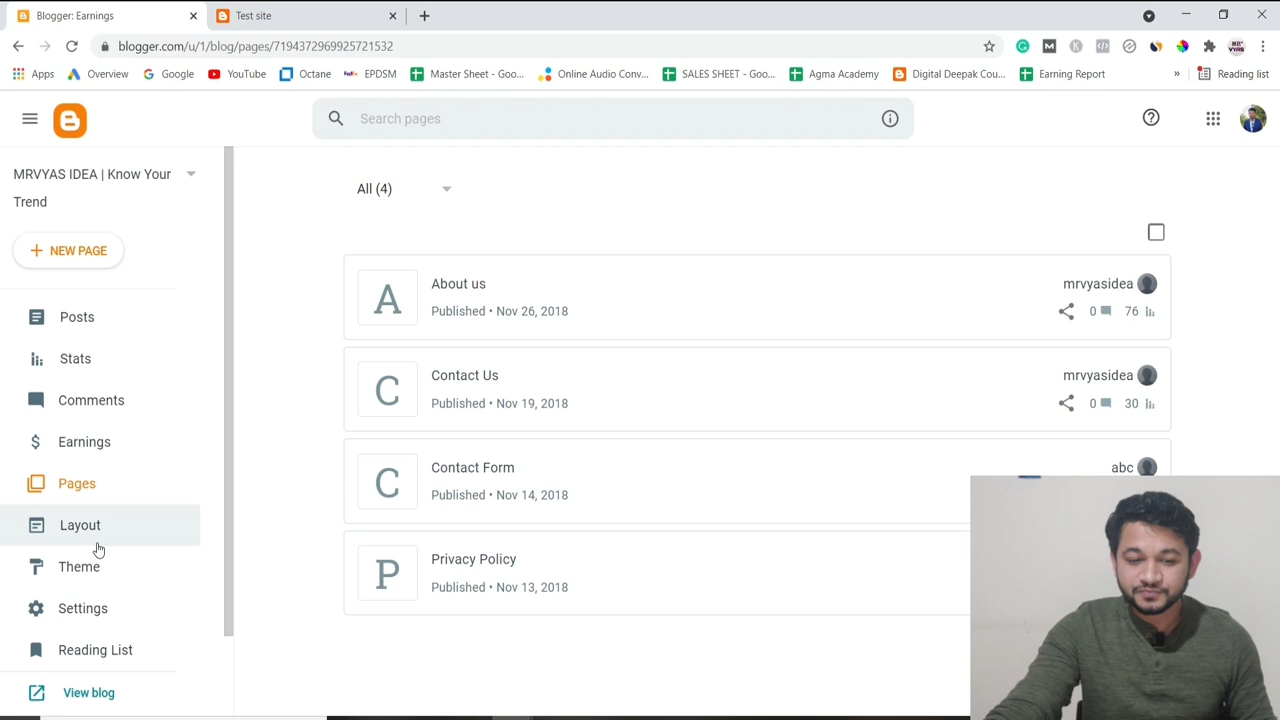 Blogger: Earnings
Test site
blogger.com/u/1/blog/pages/7194372969925721532
Apps
Overview
Google
YouTube
Octane
EPDSM
Master Sheet - Goo...
Online Audio Conv...
SALES SHEET - Goo...
Agma Academy
Digital Deepak Cou...
Earning Report
»
Reading list
Search pages
MRVYAS IDEA | Know Your
Trend
NEW PAGE
Posts
Stats
Comments
Earnings
Pages
Layout
Theme
Settings
Reading List
View blog
All (4)
A
About us
mrvyasidea
Published • Nov 26, 2018
0
76
C
Contact Us
mrvyasidea
Published • Nov 19, 2018
0
30
C
Contact Form
abc
Published • Nov 14, 2018
P
Privacy Policy
Published • Nov 13, 2018